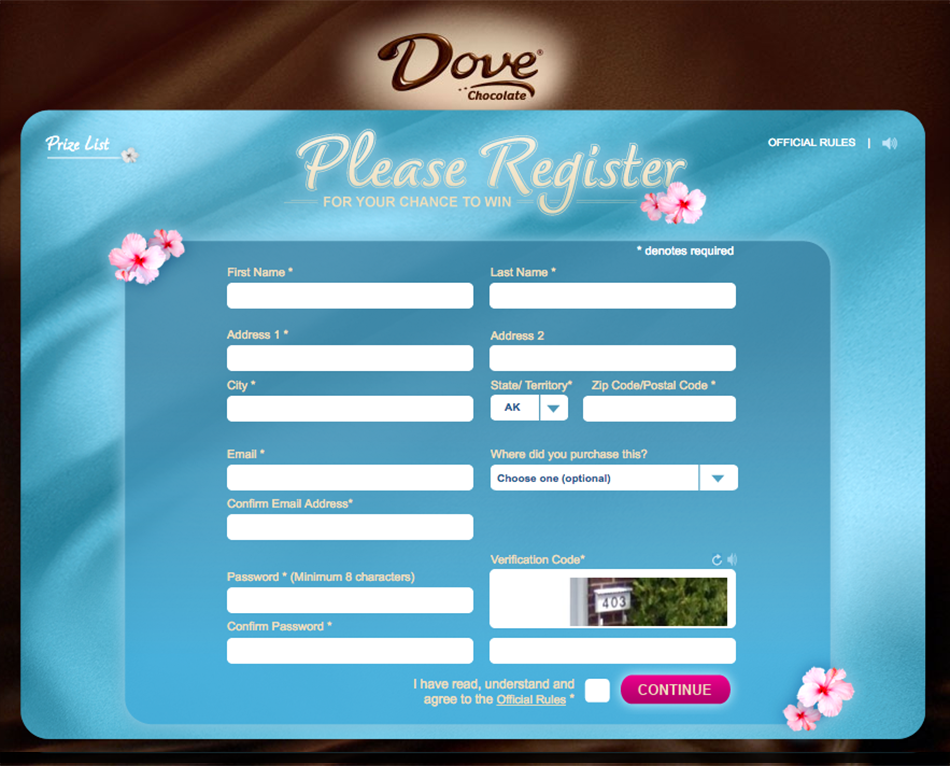 Dove®
Chocolate
Prize List
Please Register
FOR YOUR CHANCE TO WIN
OFFICIAL RULES |
* denotes required
First Name * Last Name *
Address 1 * Address 2
City * State/ Territory* Zip Code/Postal Code *
AK
Email * Where did you purchase this?
Choose one (optional)
Confirm Email Address*
Verification Code*
Password * (Minimum 8 characters)
403
Confirm Password *
I have read, understand and
agree to the Official Rules *
CONTINUE